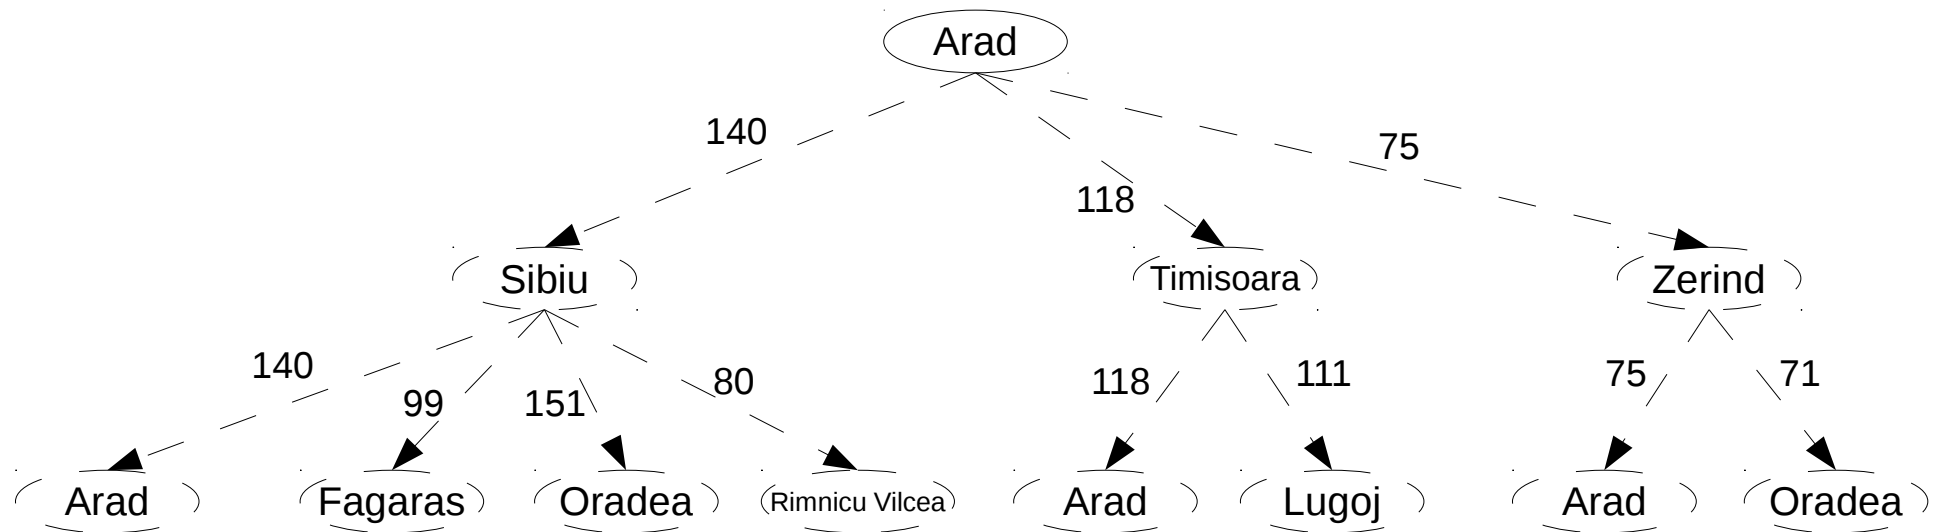 Arad
140
75
118
Sibiu
Timisoara
Zerind
140
99
151
80
118
111
75
71
Arad
Fagaras
Oradea
Rimnicu Vilcea
Arad
Lugoj
Arad
Oradea